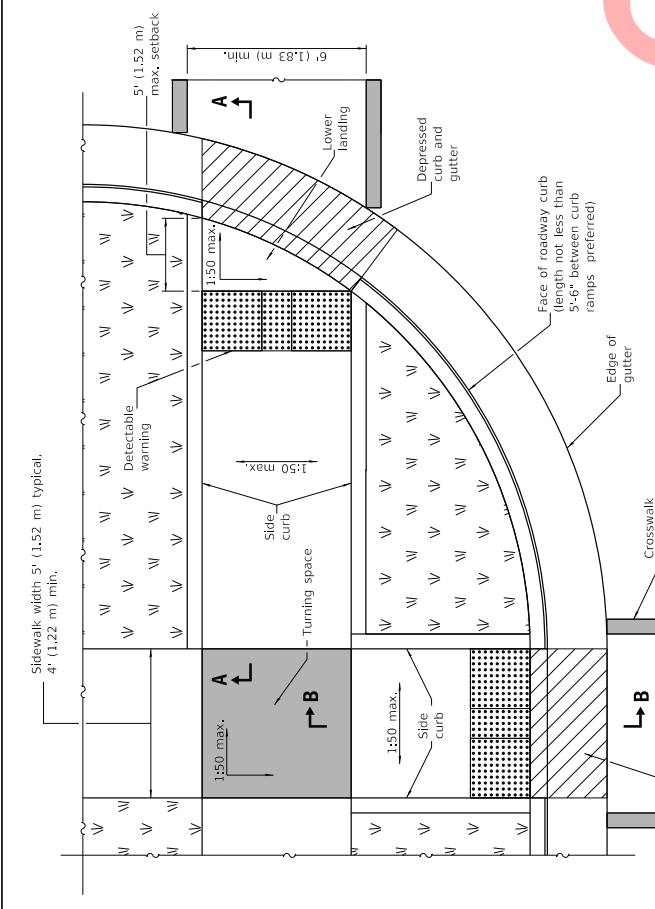 Sidewalk width 5' (1.52 m) typical,
4' (1.22 m) min.
5' (1.52 m)
max. setback
6' (1.83 m) min.
A
Lower
landing
Depressed
curb and
gutter
1:50 max.
Detectable
warning
1:50 max.
Side
curb
Face of roadway curb
(length not less than
5'-6" between curb
ramps preferred)
Edge of
gutter
Turning space
A
B
1:50 max.
1:50 max.
Side
curb
Crosswalk
B